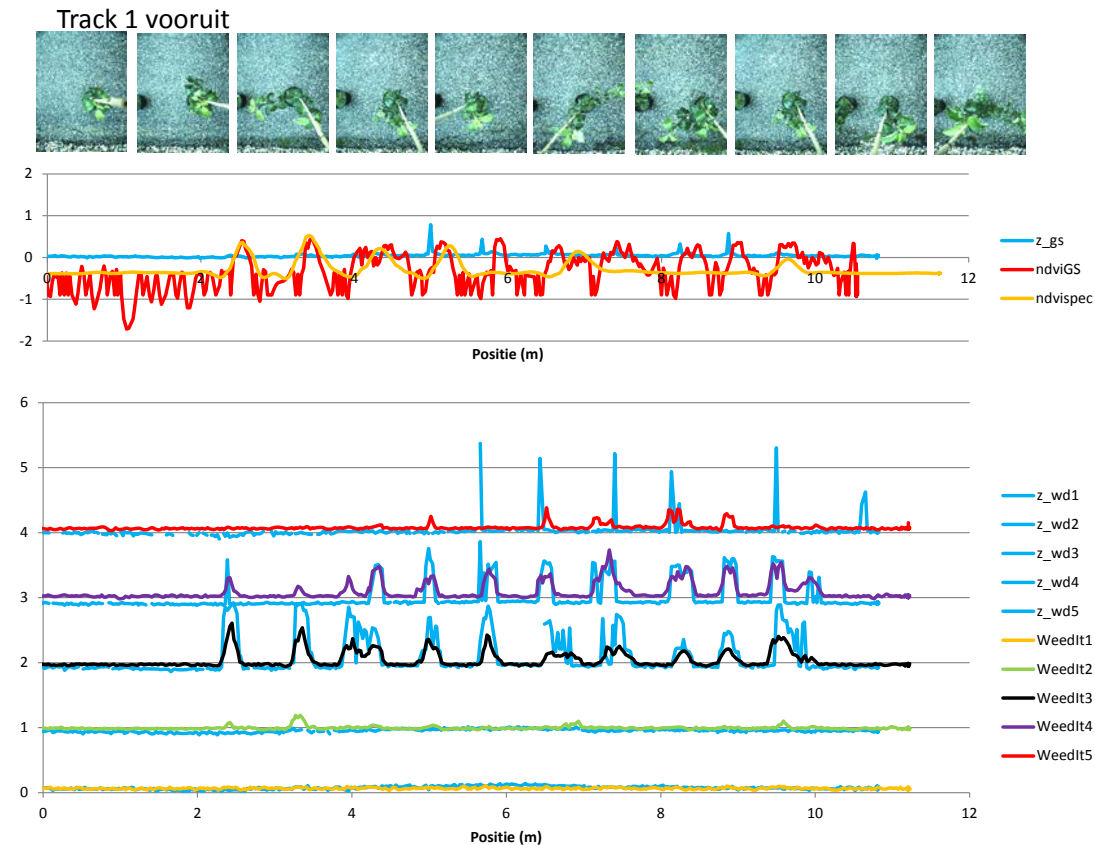 Track 1 vooruit
2
1
0
-1
-2
0 2 4 6 8 10 12
Positie (m)
z_gs
ndviGS
ndvispec
6
5
4
3
2
1
0
0 2 4 6 8 10 12
Positie (m)
z_wd1
z_wd2
z_wd3
z_wd4
z_wd5
WeedIt1
WeedIt2
WeedIt3
WeedIt4
WeedIt5